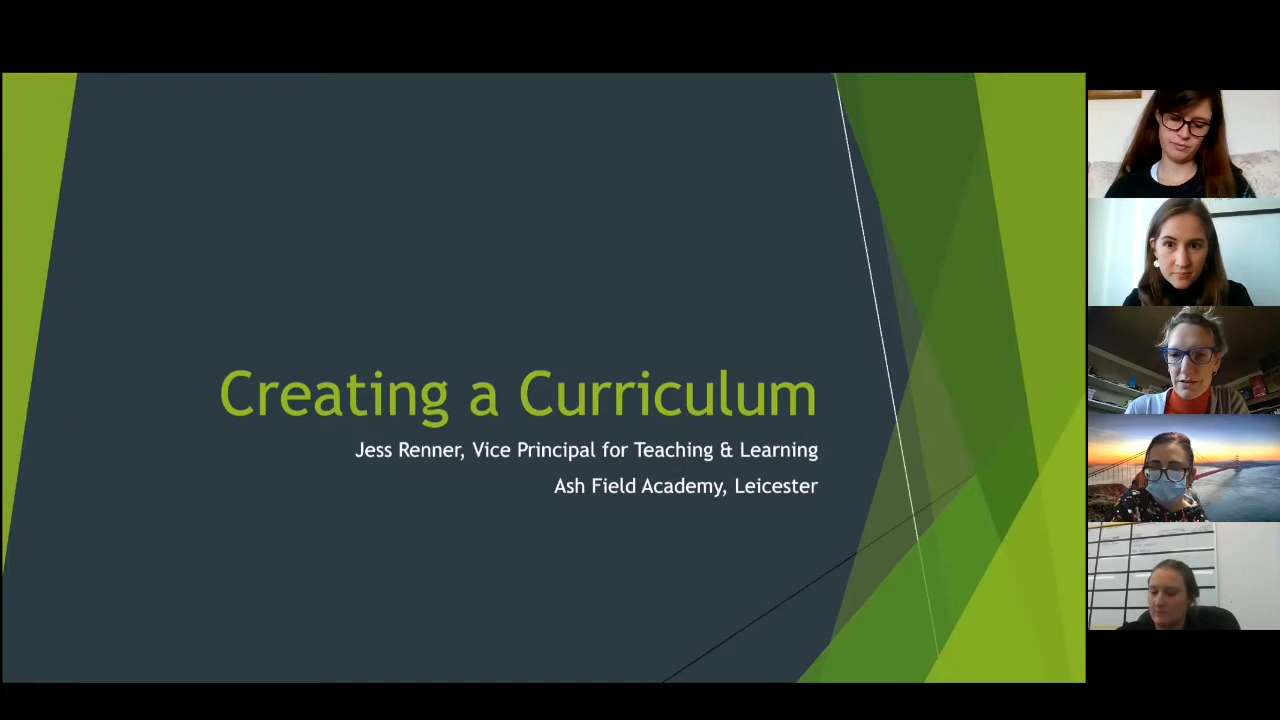 Creating a Curriculum
Jess Renner, Vice Principal for Teaching & Learning
Ash Field Academy, Leicester